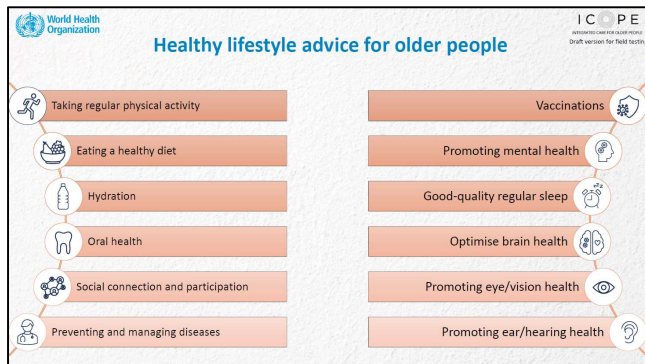 World Health
Organization
ICOPE
INTEGRATED CARE FOR OLDER PEOPLE
Draft version for field testing
Healthy lifestyle advice for older people
Taking regular physical activity
Eating a healthy diet
Hydration
Oral health
Social connection and participation
Preventing and managing diseases
Vaccinations
Promoting mental health
Good-quality regular sleep
Optimise brain health
Promoting eye/vision health
Promoting ear/hearing health